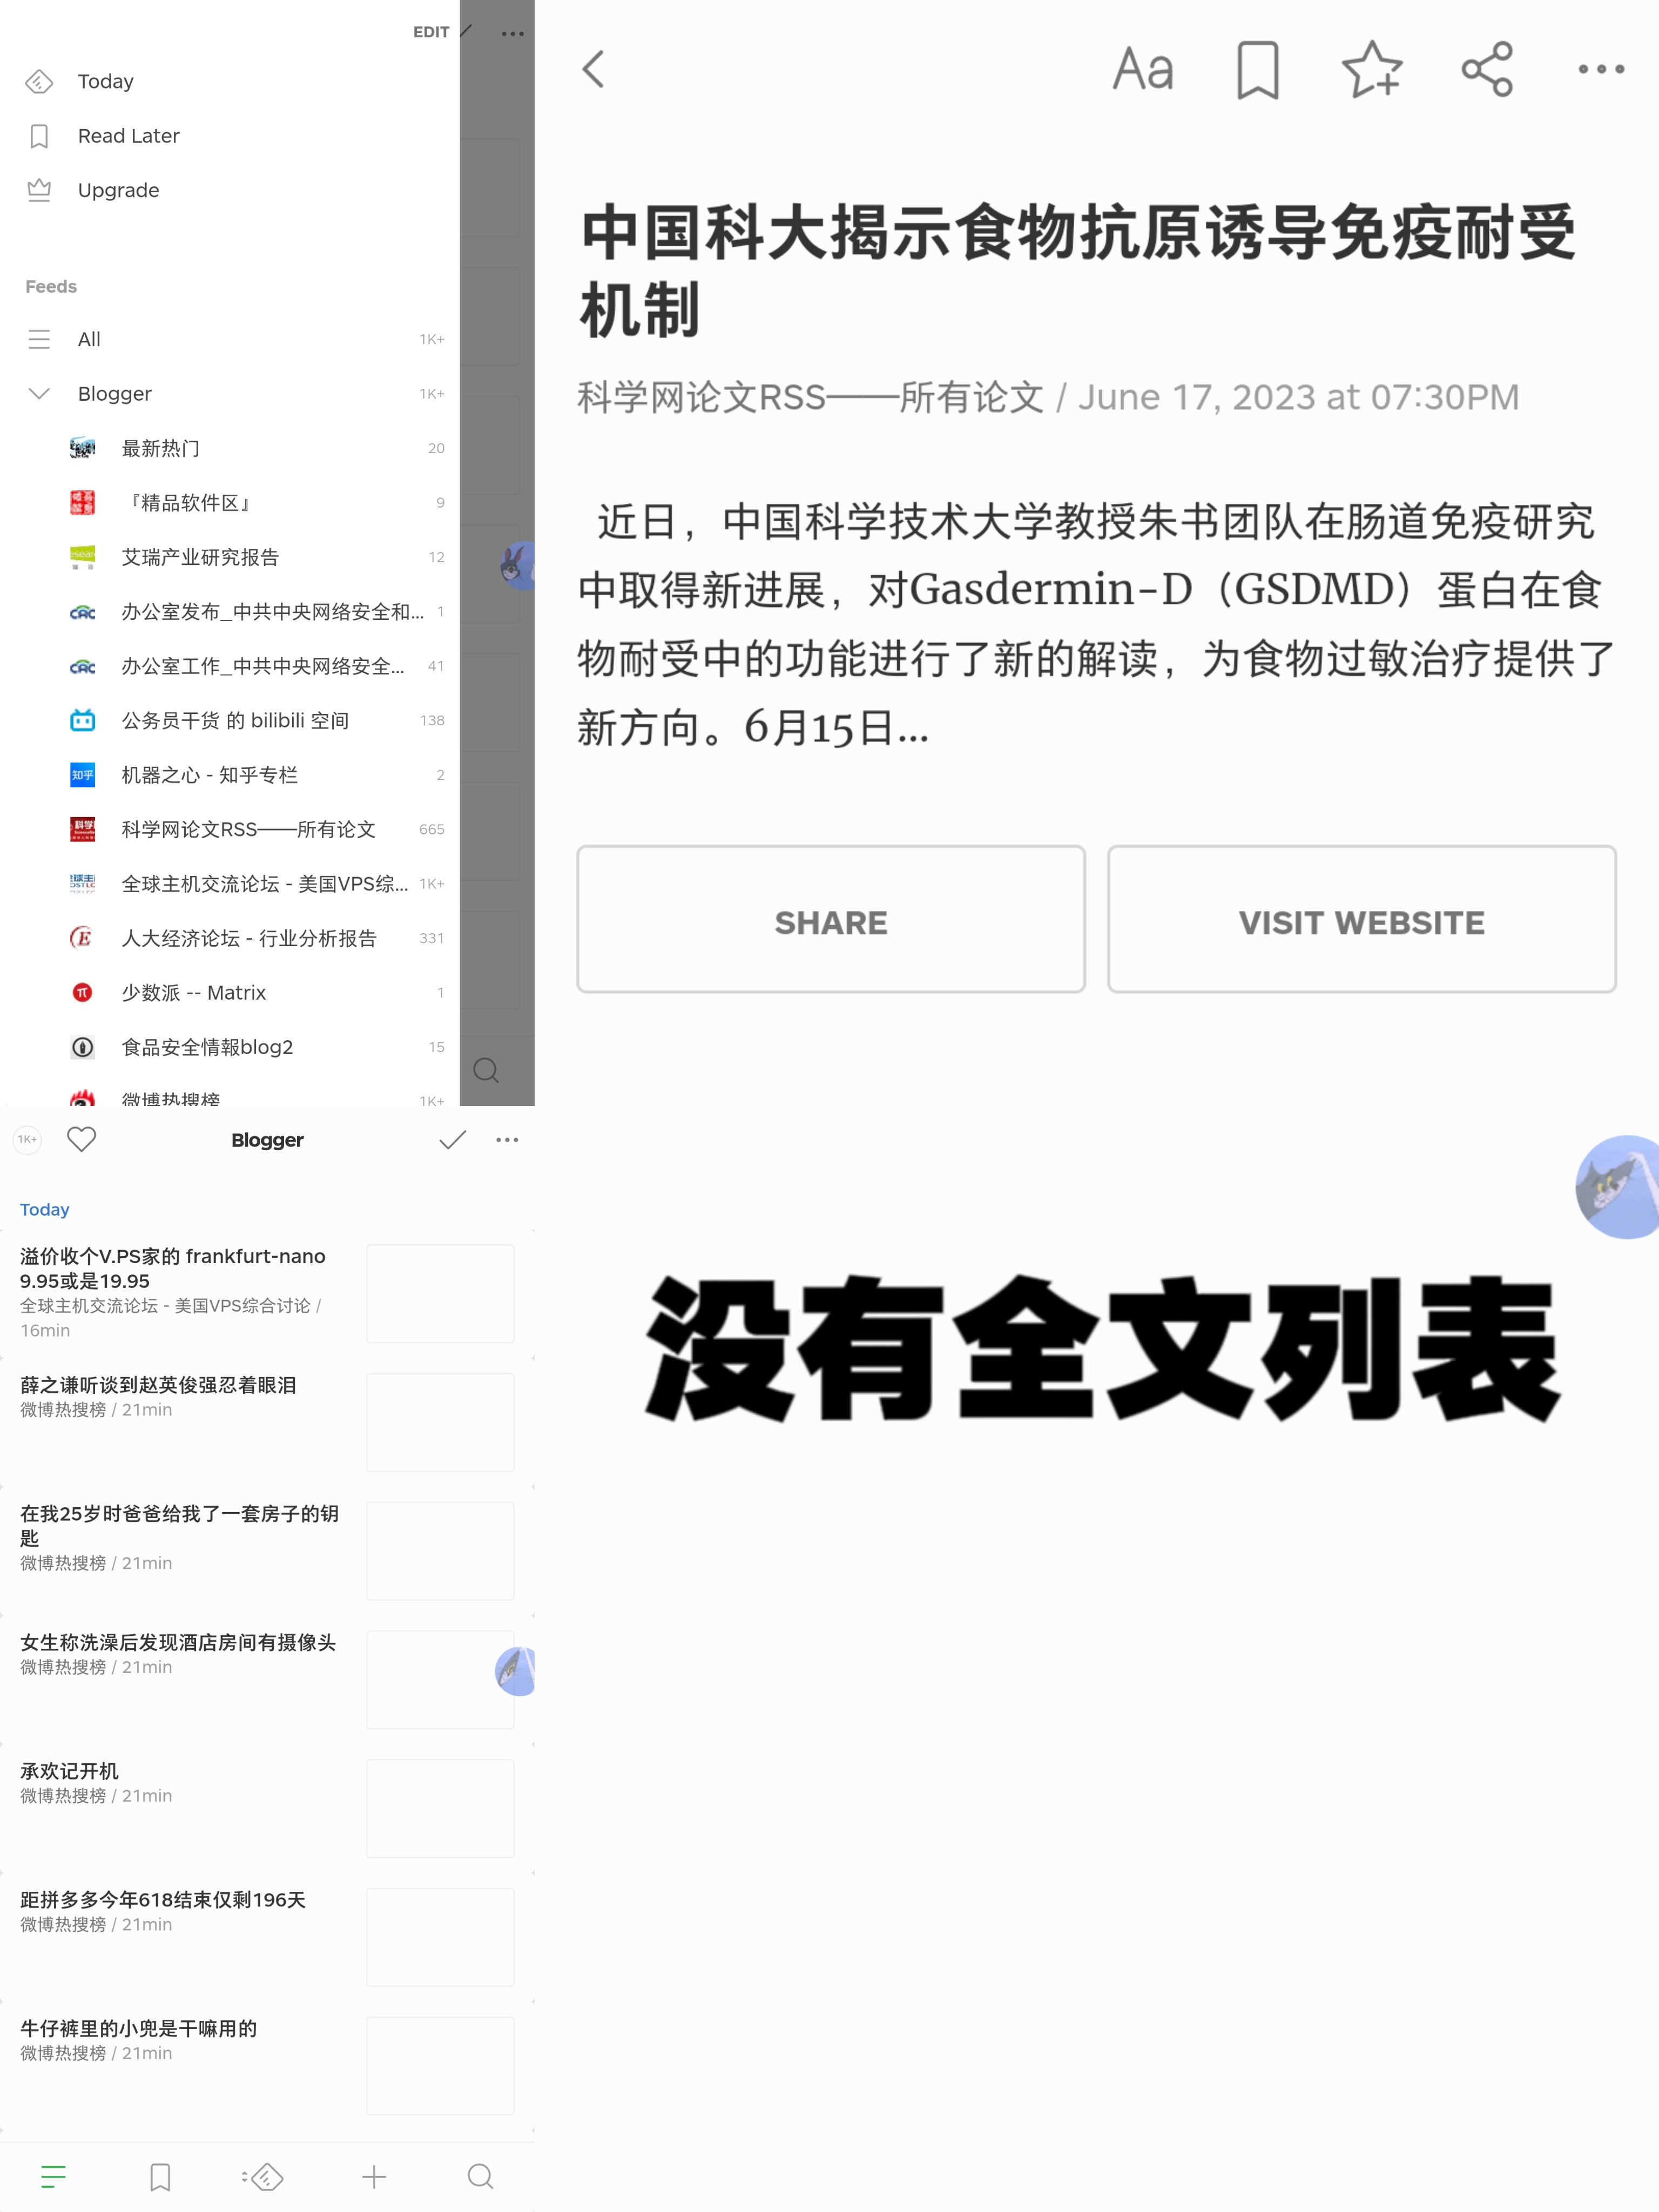 EDIT
Today
Read Later
Upgrade
Feeds
All 1K+
Blogger 1K+
最新热门 20
『精品软件区』 9
艾瑞产业研究报告 12
办公室发布_中共中央网络安全和... 1
办公室工作_中共中央网络安全... 41
公务员干货 的 bilibili 空间 138
知乎 机器之心 - 知乎专栏 2
科学网论文RSS——所有论文 665
全球主机交流论坛 - 美国VPS综... 1K+
人大经济论坛 - 行业分析报告 331
少数派 -- Matrix 1
食品安全情報blog2 15
微博热搜榜 1K+
1K+ Blogger
Today
溢价收个V.PS家的 frankfurt-nano
9.95或是19.95
全球主机交流论坛 - 美国VPS综合讨论 /
16min
薛之谦听谈到赵英俊强忍着眼泪
微博热搜榜 / 21min
在我25岁时爸爸给我了一套房子的钥
匙
微博热搜榜 / 21min
女生称洗澡后发现酒店房间有摄像头
微博热搜榜 / 21min
承欢记开机
微博热搜榜 / 21min
距拼多多今年618结束仅剩196天
微博热搜榜 / 21min
牛仔裤里的小兜是干嘛用的
微博热搜榜 / 21min
Aa
中国科大揭示食物抗原诱导免疫耐受
机制
科学网论文RSS——所有论文 / June 17, 2023 at 07:30PM
近日，中国科学技术大学教授朱书团队在肠道免疫研究
中取得新进展，对Gasdermin-D（GSDMD）蛋白在食
物耐受中的功能进行了新的解读，为食物过敏治疗提供了
新方向。6月15日...
SHARE
VISIT WEBSITE
没有全文列表